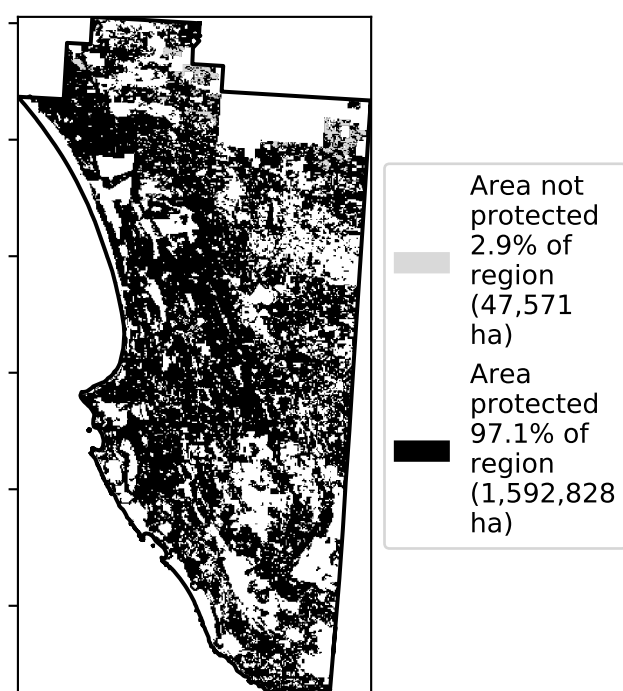 Area not
protected
2.9% of
region
(47,571
ha)
Area
protected
97.1% of
region
(1,592,828
ha)